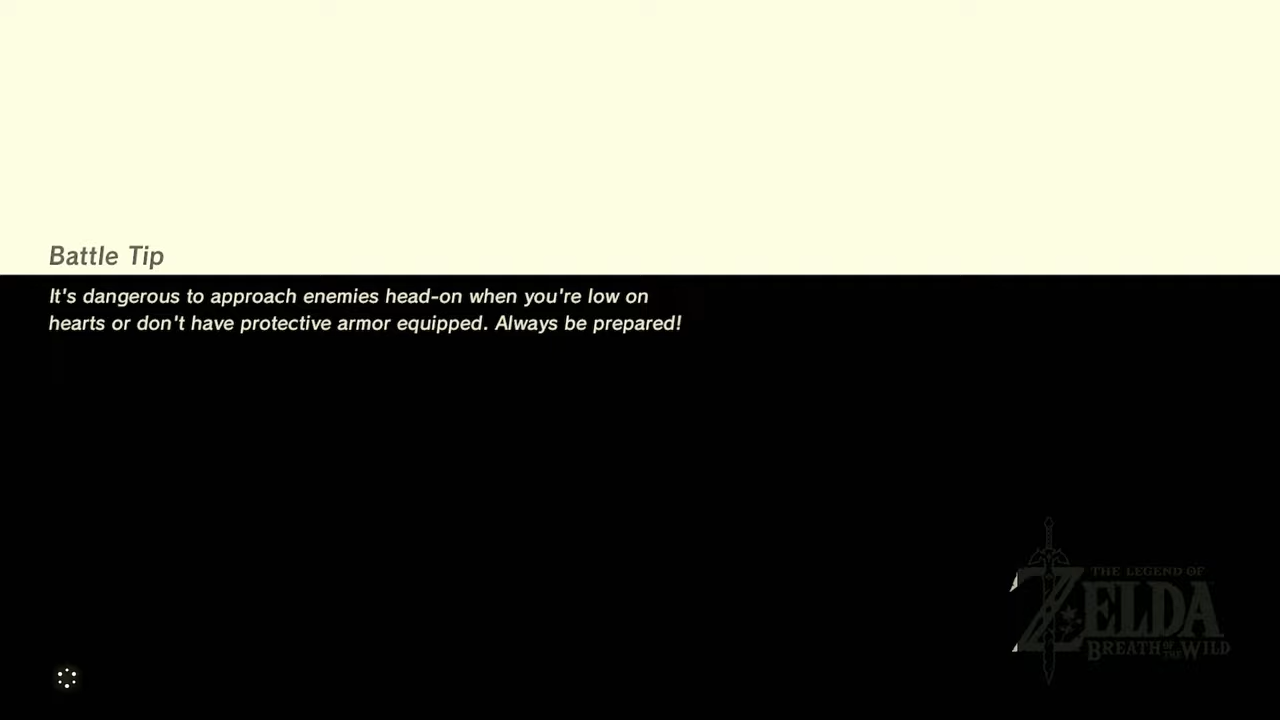 Battle Tip
It's dangerous to approach enemies head-on when you're low on
hearts or don't have protective armor equipped. Always be prepared!
THE LEGEND OF
ZELDA
BREATH OF THE WILD